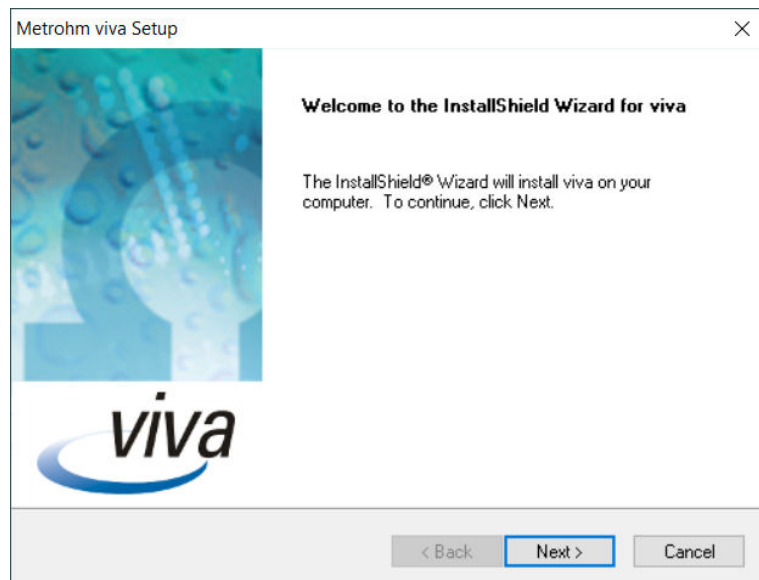 Metrohm viva Setup
Welcome to the InstallShield Wizard for viva
The InstallShield® Wizard will install viva on your
computer. To continue, click Next.
viva
< Back
Next >
Cancel